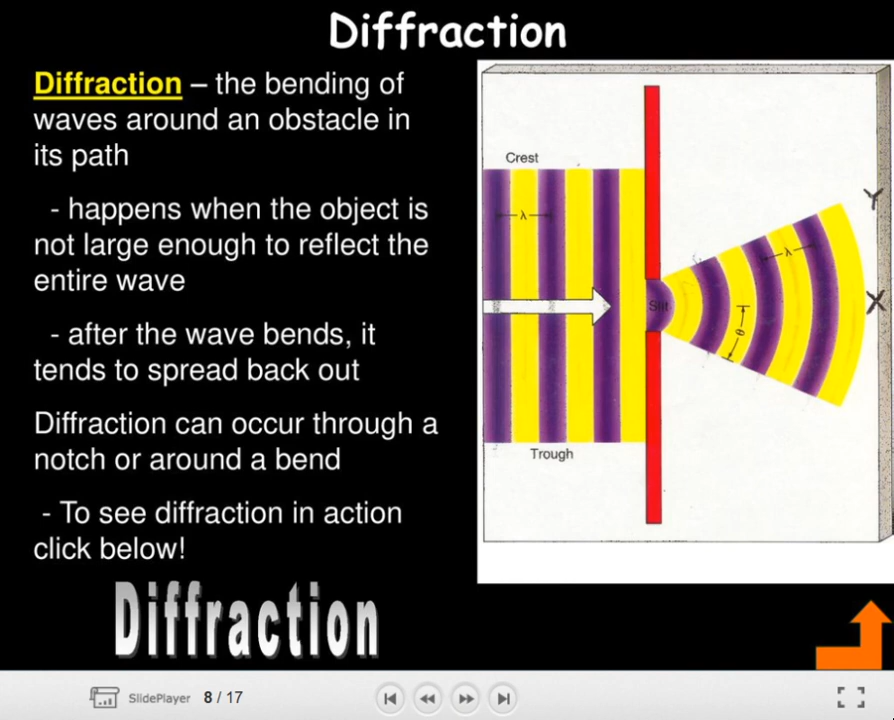 Diffraction
Diffraction – the bending of
waves around an obstacle in
its path
- happens when the object is
not large enough to reflect the
entire wave
- after the wave bends, it
tends to spread back out
Diffraction can occur through a
notch or around a bend
- To see diffraction in action
click below!
Diffraction
Crest
λ
Trough
Slit
θ
λ
Y
X
SlidePlayer 8 / 17